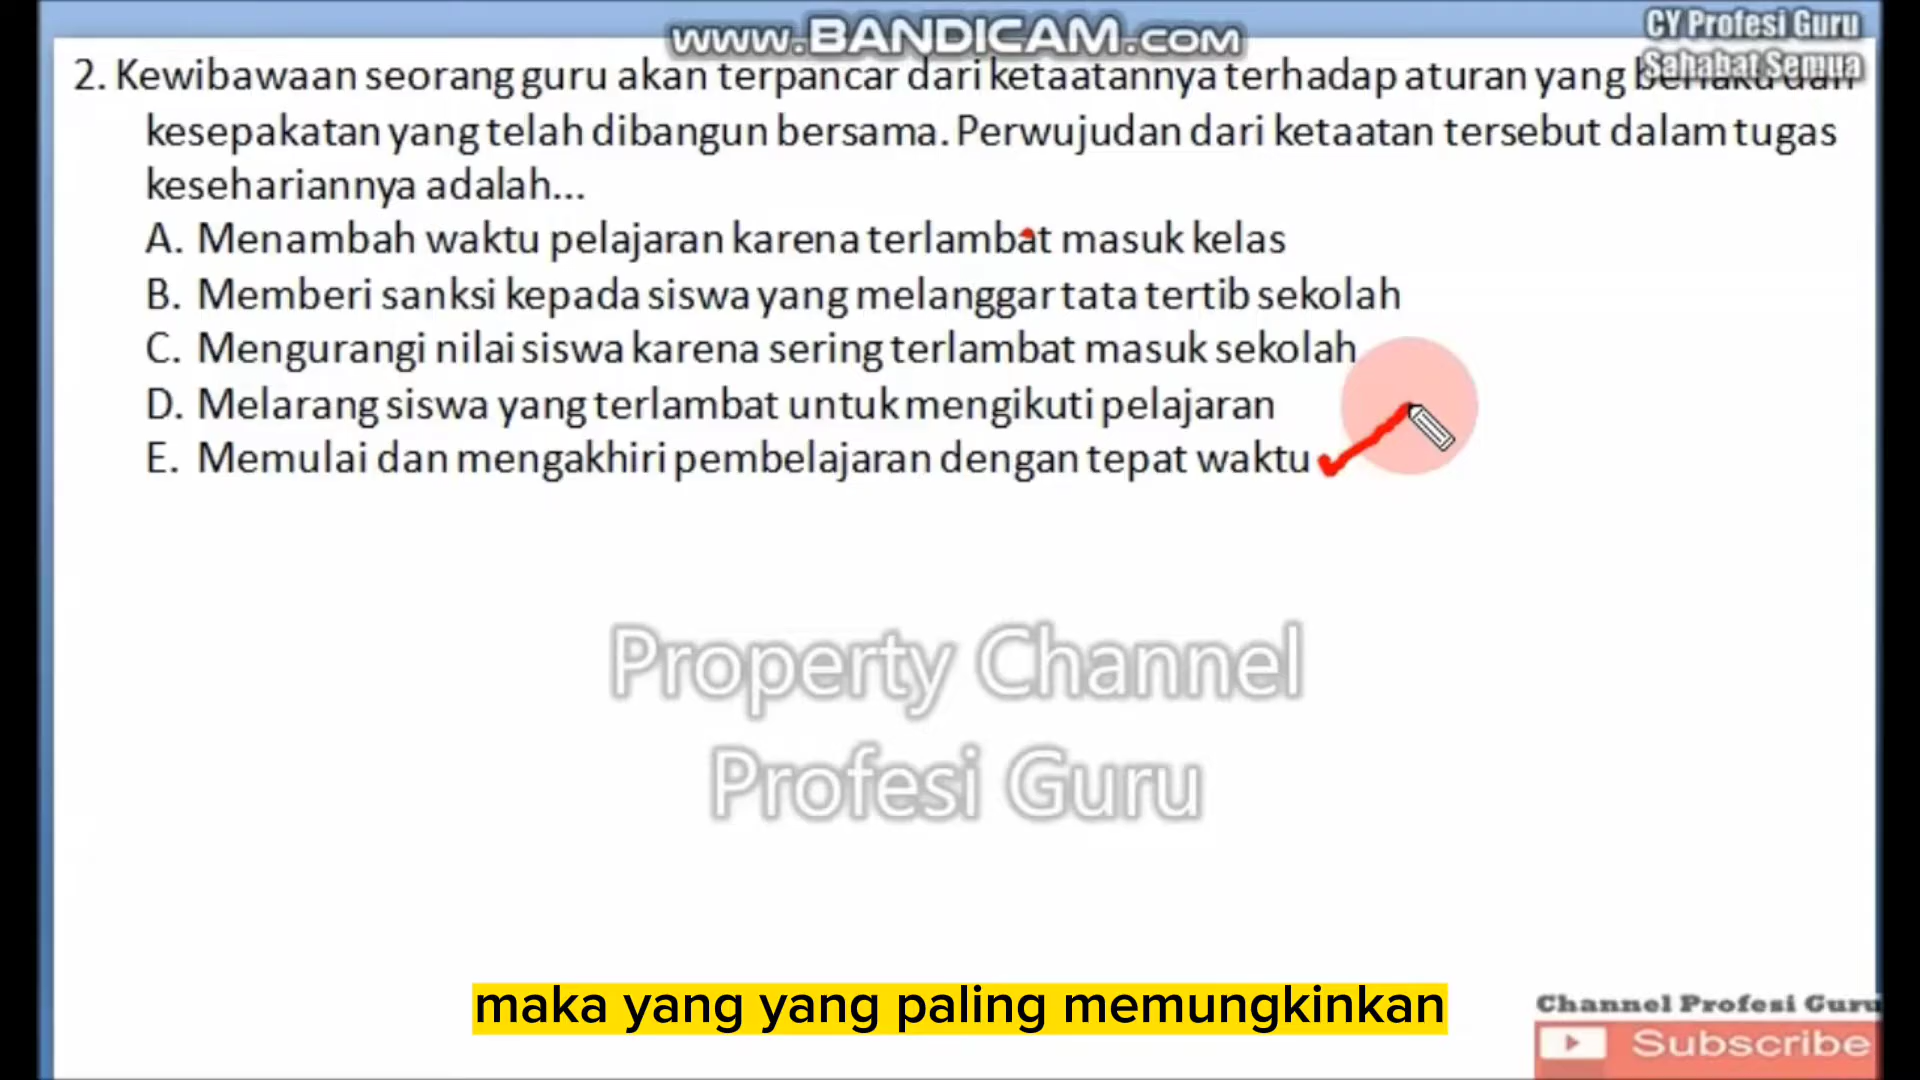 www.BANDICAM.com
CY Profesi Guru
Sahabat Semua
2. Kewibawaan seorang guru akan terpancar dari ketaatannya terhadap aturan yang berlaku dan
kesepakatan yang telah dibangun bersama. Perwujudan dari ketaatan tersebut dalam tugas
kesehariannya adalah...
A. Menambah waktu pelajaran karena terlambat masuk kelas
B. Memberi sanksi kepada siswa yang melanggar tata tertib sekolah
C. Mengurangi nilai siswa karena sering terlambat masuk sekolah
D. Melarang siswa yang terlambat untuk mengikuti pelajaran
E. Memulai dan mengakhiri pembelajaran dengan tepat waktu
Property Channel
Profesi Guru
maka yang yang paling memungkinkan
Channel Profesi Guru
Subscribe